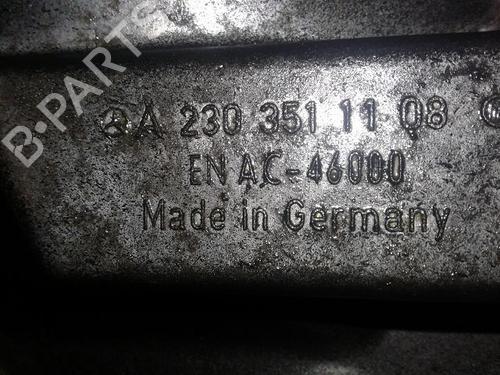 A 230 351 11 08
EN AC-46000
Made in Germany
B-PARTS